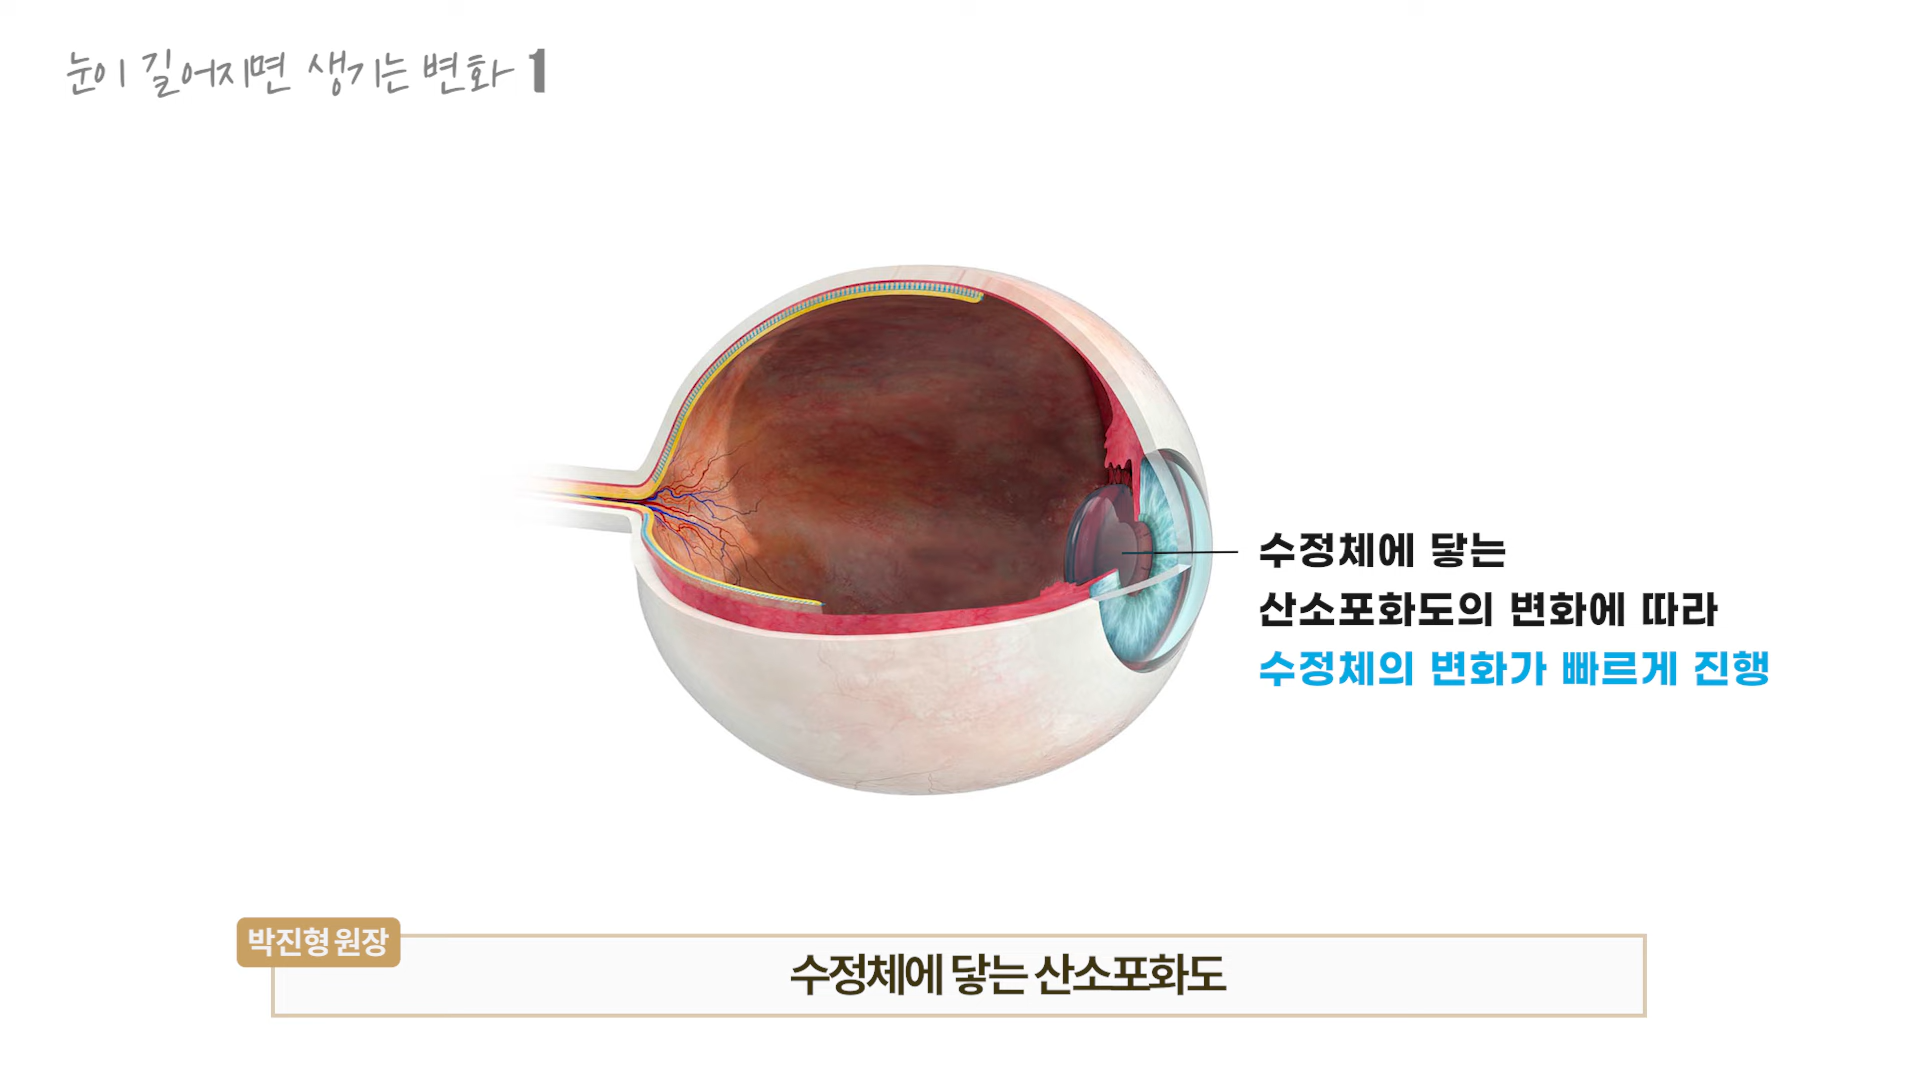 눈이 길어지면 생기는 변화 1
수정체에 닿는
산소포화도의 변화에 따라
수정체의 변화가 빠르게 진행
박진형 원장
수정체에 닿는 산소포화도